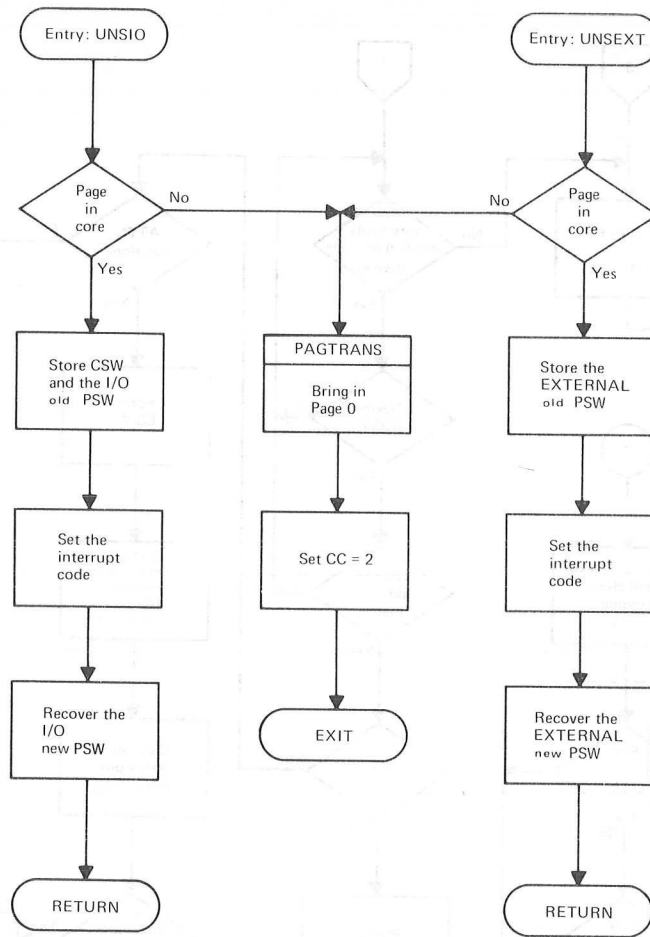 Entry: UNSIO
Page
in
core
No
Yes
Store CSW
and the I/O
old PSW
Set the
interrupt
code
Recover the
I/O
new PSW
RETURN
PAGTRANS
Bring in
Page 0
Set CC = 2
EXIT
Entry: UNSEXT
Page
in
core
No
Yes
Store the
EXTERNAL
old PSW
Set the
interrupt
code
Recover the
EXTERNAL
new PSW
RETURN